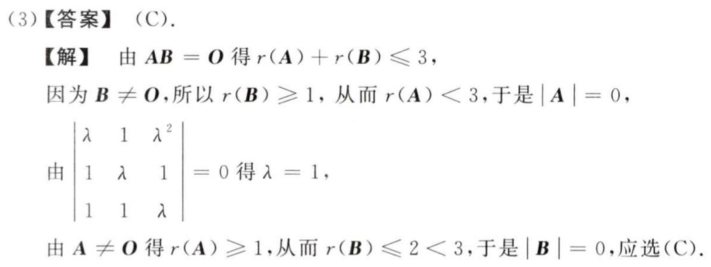 (3)【答案】 (C).
【解】 由 AB = O 得 r(A) + r(B) ⩽ 3,
因为 B ≠ O,所以 r(B) ⩾ 1, 从而 r(A) < 3,于是 | A | = 0,
λ 1 λ²
由 1 λ 1 = 0 得 λ = 1,
1 1 λ
由 A ≠ O 得 r(A) ⩾ 1,从而 r(B) ⩽ 2 < 3,于是 | B | = 0,应选(C).